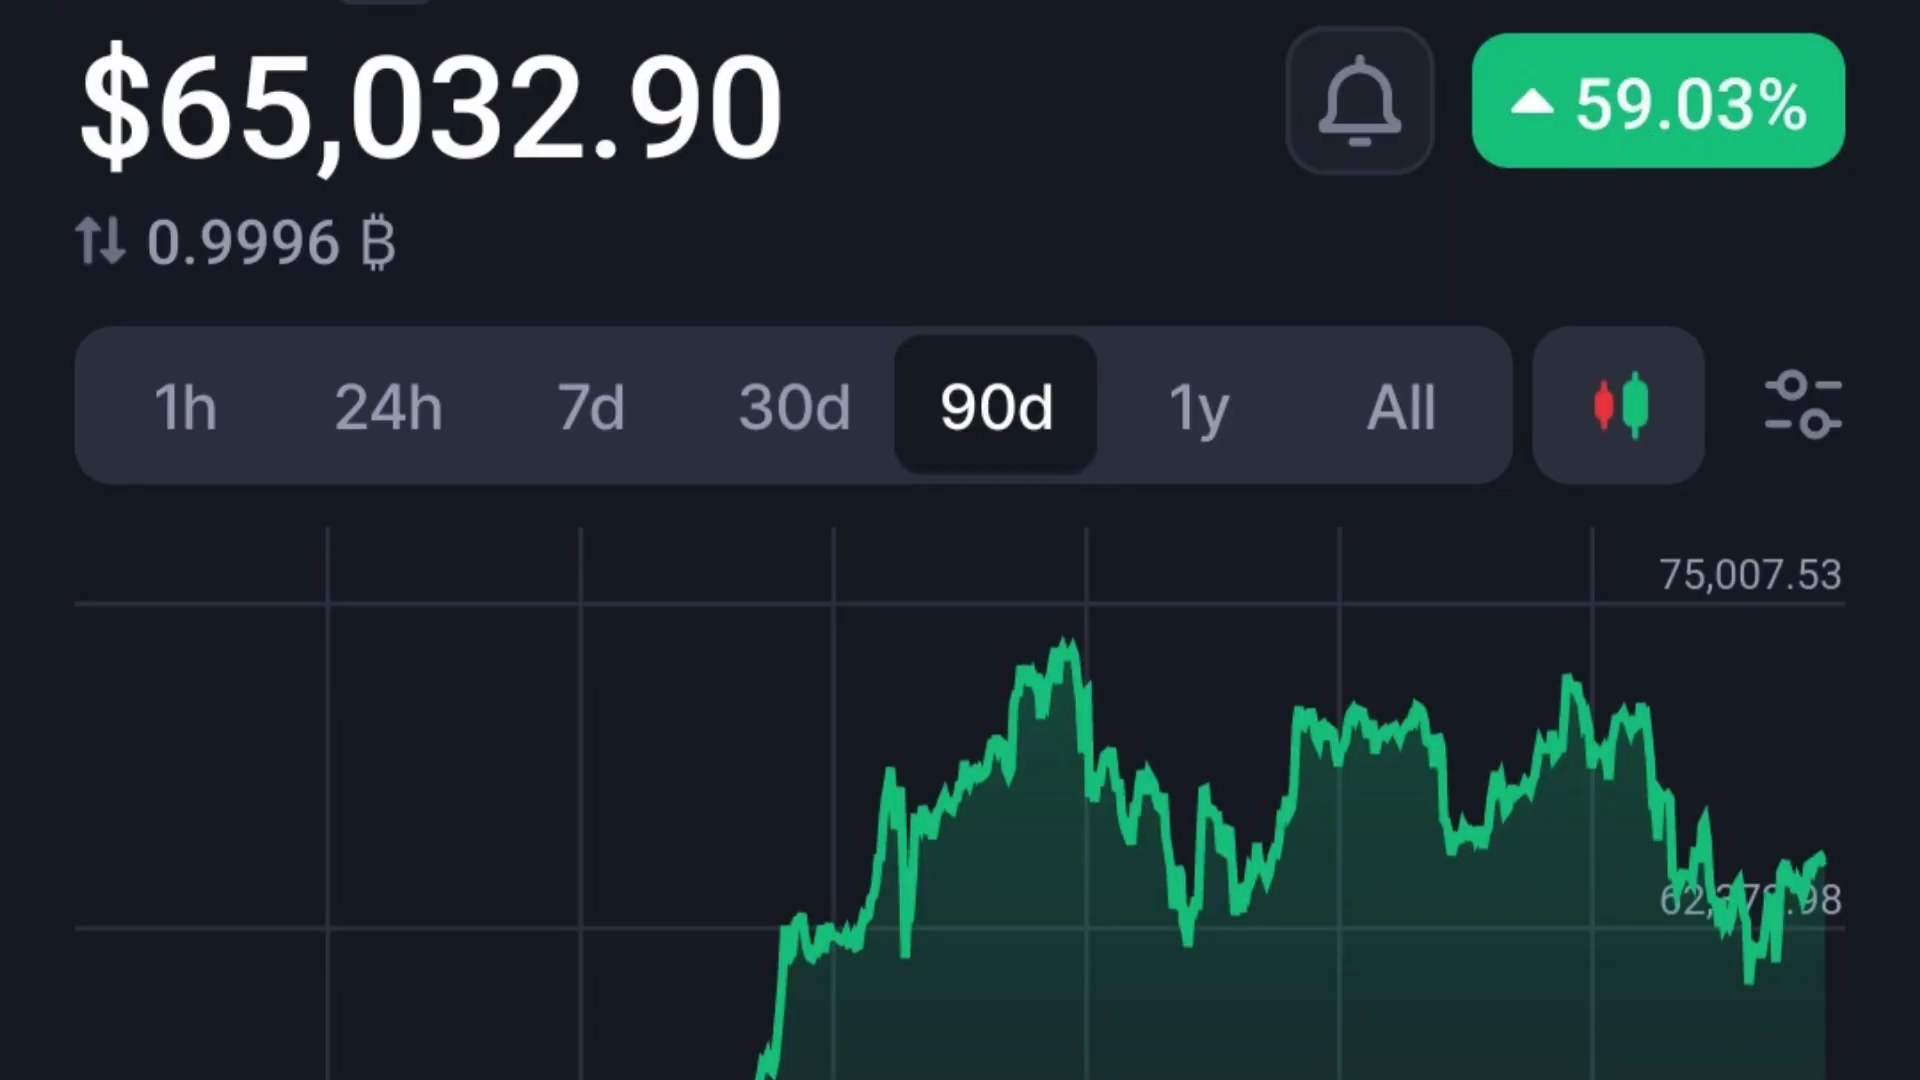 $65,032.90
59.03%
0.9996 ₿
1h 24h 7d 30d 90d 1y All
75,007.53